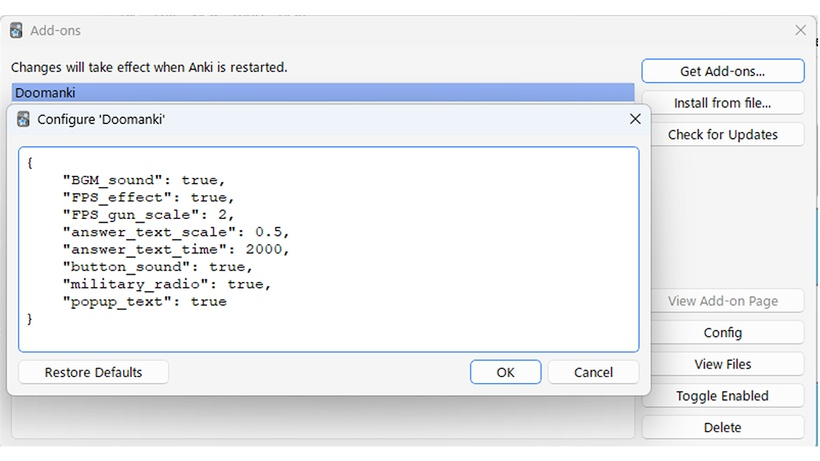 Add-ons
Changes will take effect when Anki is restarted.
Doomanki
Get Add-ons...
Install from file...
Check for Updates
Configure 'Doomanki'
{
"BGM_sound": true,
"FPS_effect": true,
"FPS_gun_scale": 2,
"answer_text_scale": 0.5,
"answer_text_time": 2000,
"button_sound": true,
"military_radio": true,
"popup_text": true
}
Restore Defaults
OK
Cancel
View Add-on Page
Config
View Files
Toggle Enabled
Delete